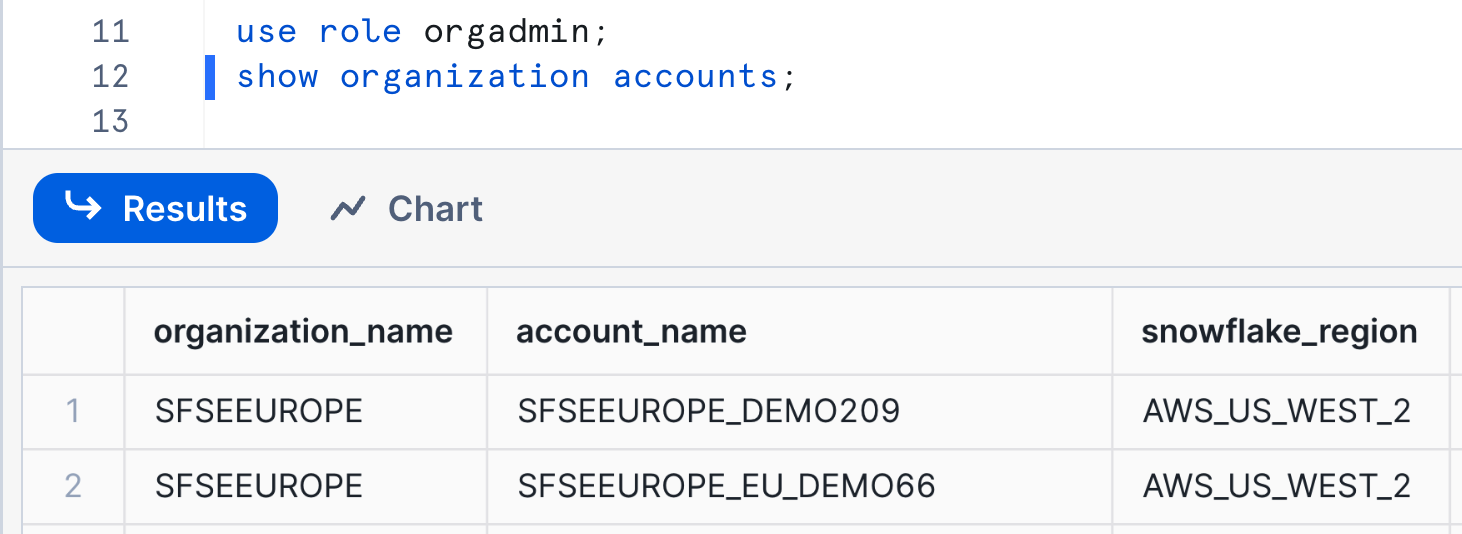 11 use role orgadmin;
12 show organization accounts;
13
Results Chart
organization_name account_name snowflake_region
1 SFSEEUROPE SFSEEUROPE_DEMO209 AWS_US_WEST_2
2 SFSEEUROPE SFSEEUROPE_EU_DEMO66 AWS_US_WEST_2